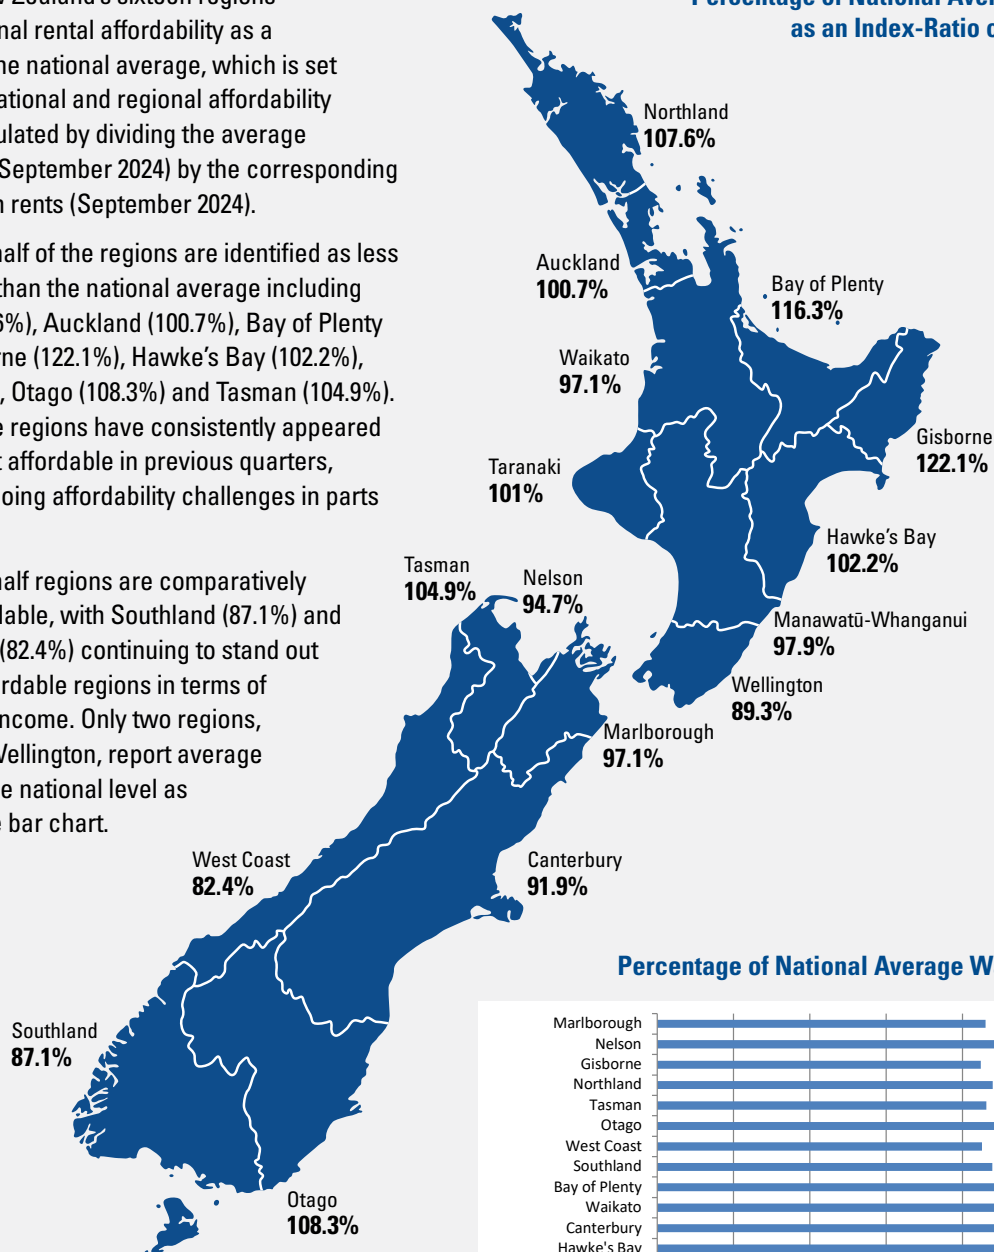 Zealand's sixteen regions
nal rental affordability as a
he national average, which is set
ational and regional affordability
ulated by dividing the average
September 2024) by the corresponding
n rents (September 2024).
half of the regions are identified as less
than the national average including
6%), Auckland (100.7%), Bay of Plenty
rne (122.1%), Hawke's Bay (102.2%),
, Otago (108.3%) and Tasman (104.9%).
e regions have consistently appeared
t affordable in previous quarters,
oing affordability challenges in parts
half regions are comparatively
dable, with Southland (87.1%) and
(82.4%) continuing to stand out
rdable regions in terms of
ncome. Only two regions,
Wellington, report average
e national level as
e bar chart.
Percentage of National Aver
as an Index-Ratio o
Northland
107.6%
Auckland
100.7%
Bay of Plenty
116.3%
Waikato
97.1%
Gisborne
122.1%
Taranaki
101%
Hawke's Bay
102.2%
Tasman
104.9%
Nelson
94.7%
Manawatū-Whanganui
97.9%
Wellington
89.3%
Marlborough
97.1%
West Coast
82.4%
Canterbury
91.9%
Southland
87.1%
Otago
108.3%
Percentage of National Average W
Marlborough
Nelson
Gisborne
Northland
Tasman
Otago
West Coast
Southland
Bay of Plenty
Waikato
Canterbury
Hawke's Bay